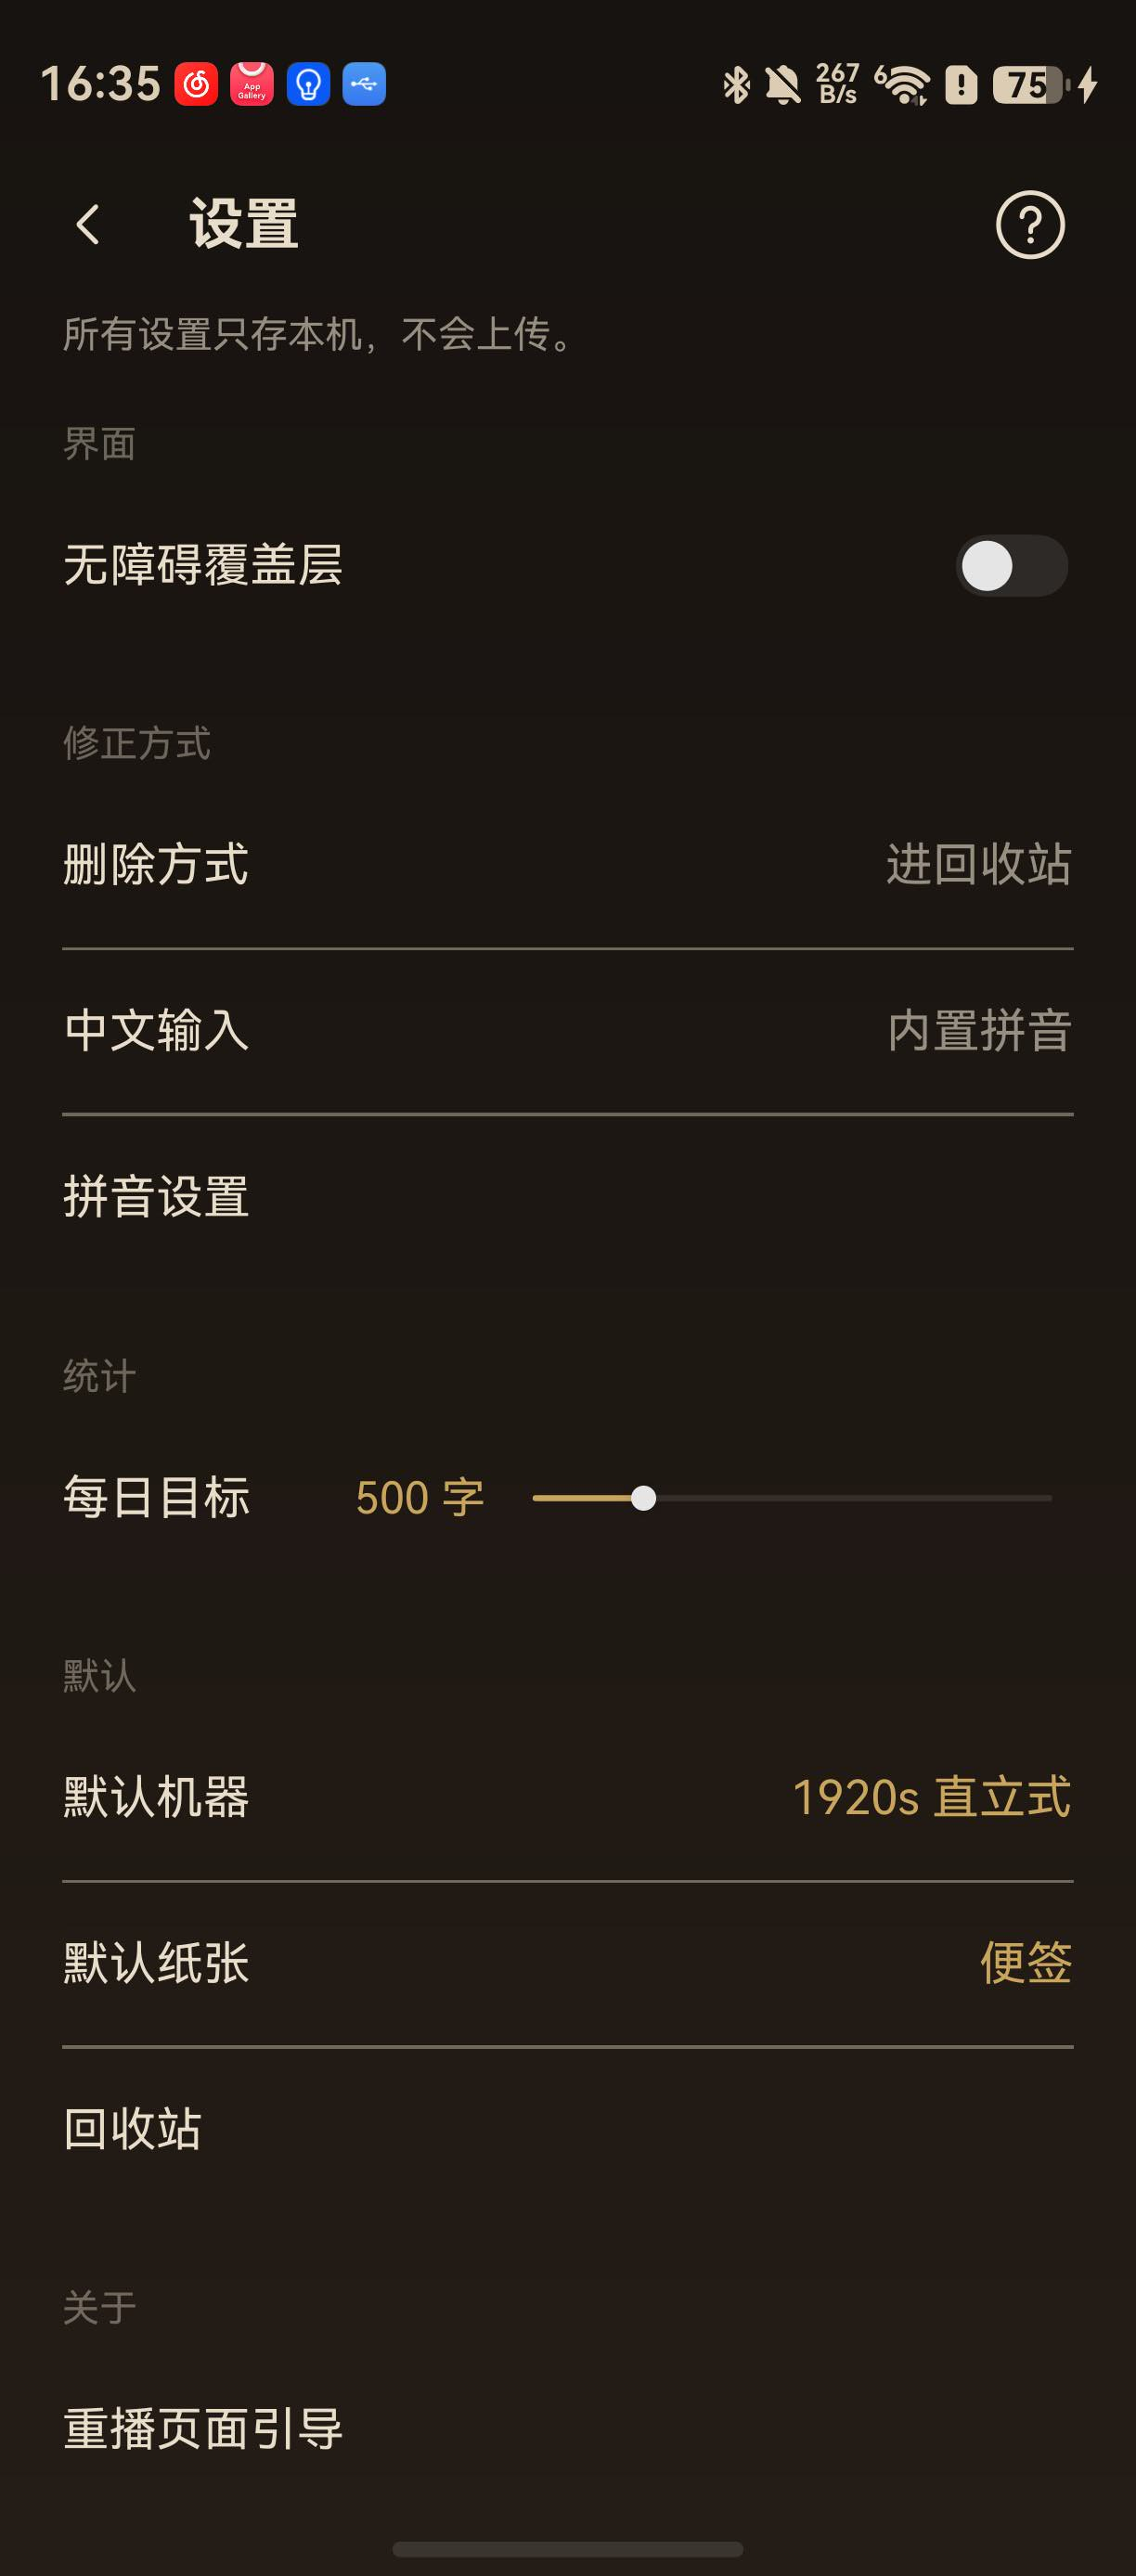 16:35
App
Gallery
267
B/s
6
75
设置
所有设置只存本机，不会上传。
界面
无障碍覆盖层
修正方式
删除方式 进回收站
中文输入 内置拼音
拼音设置
统计
每日目标 500 字
默认
默认机器 1920s 直立式
默认纸张 便签
回收站
关于
重播页面引导